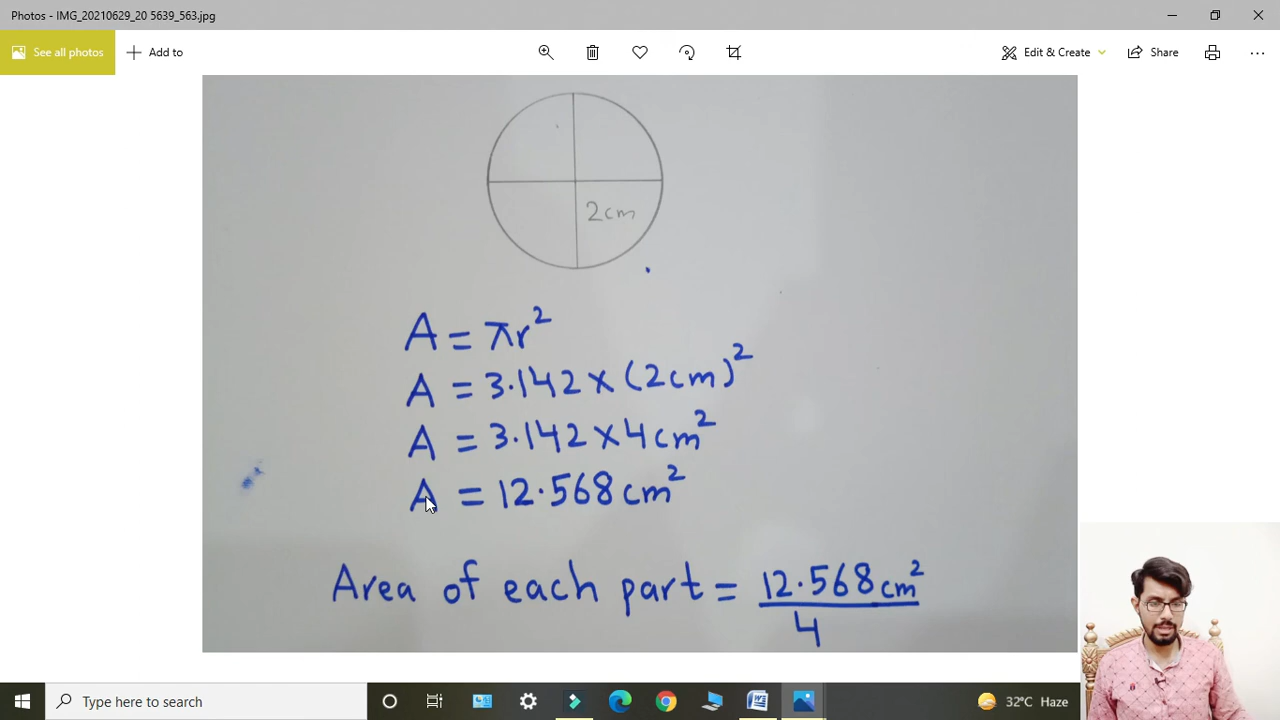 Photos - IMG_20210629_20 5639_563.jpg
See all photos
Add to
Edit & Create
Share
2cm
A = πr²
A = 3.142 × (2cm)²
A = 3.142 × 4cm²
A = 12.568 cm²
Area of each part = 12.568 cm²
4
Type here to search
32°C Haze